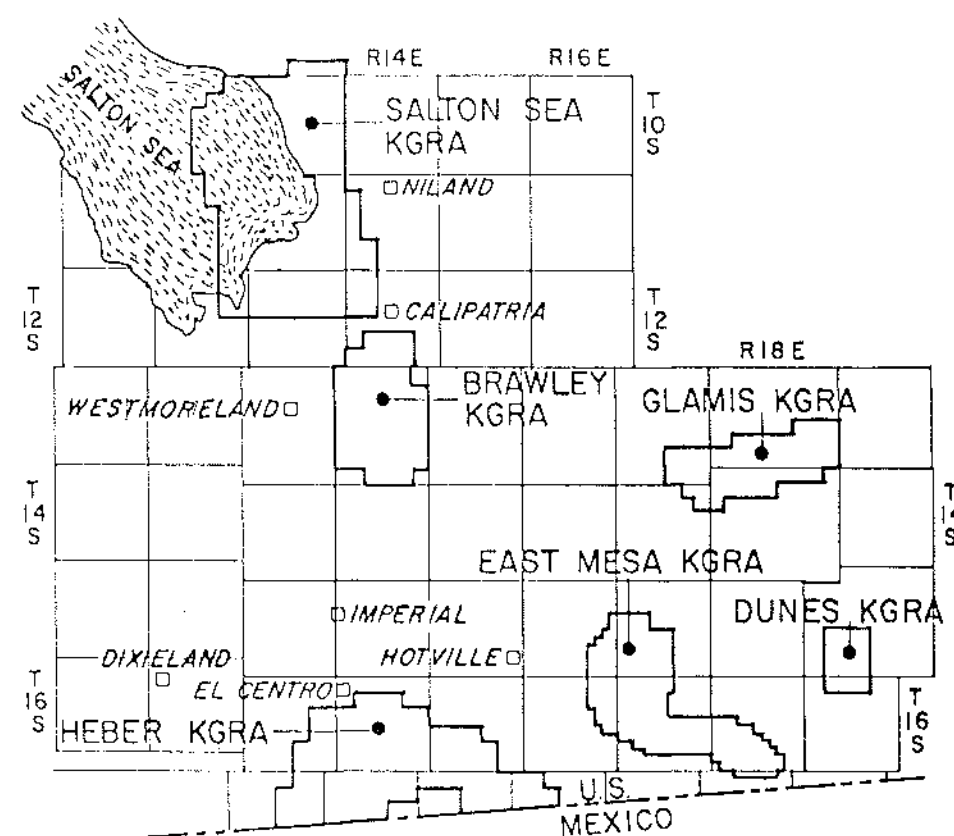 R14E
R16E
SALTON SEA
SALTON SEA
KGRA
T
10
S
NILAND
T
12
S
CALIPATRIA
T
12
S
R18E
BRAWLEY
KGRA
WESTMORELAND
GLAMIS KGRA
T
14
S
T
14
S
EAST MESA KGRA
IMPERIAL
DUNES KGRA
DIXIELAND
HOTVILLE
T
16
S
EL CENTRO
T
16
S
HEBER KGRA
U.S.
MEXICO